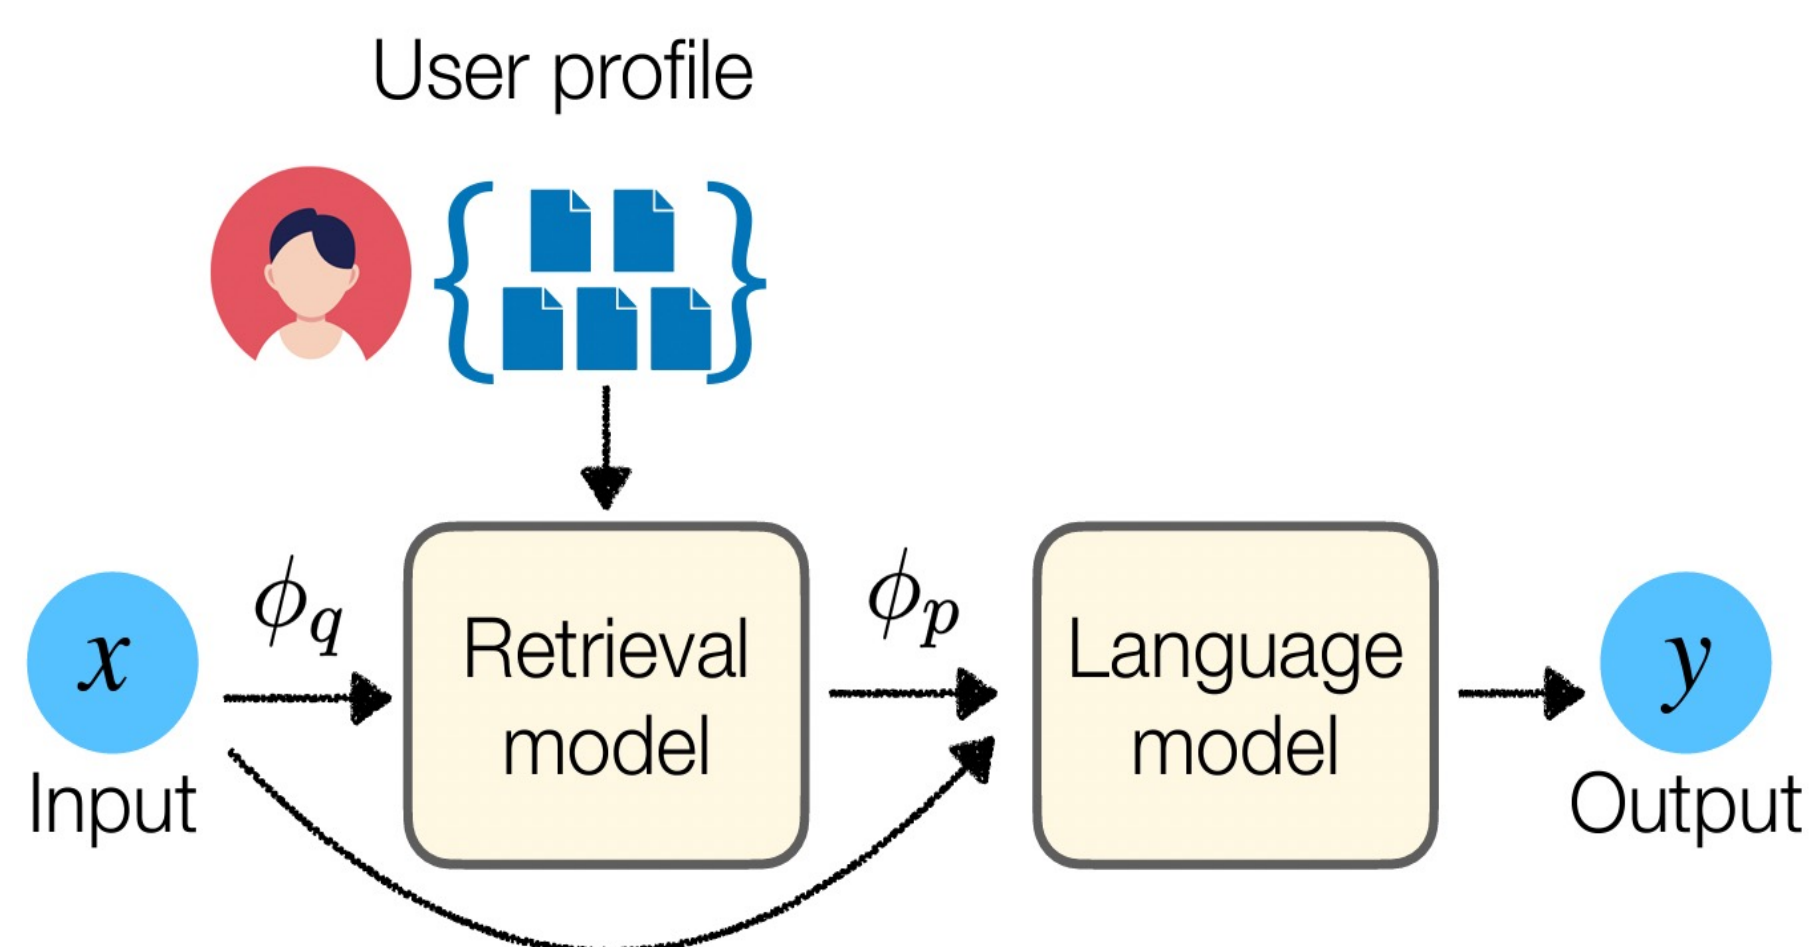 User profile
x
Input
ϕ_q
Retrieval
model
ϕ_p
Language
model
y
Output